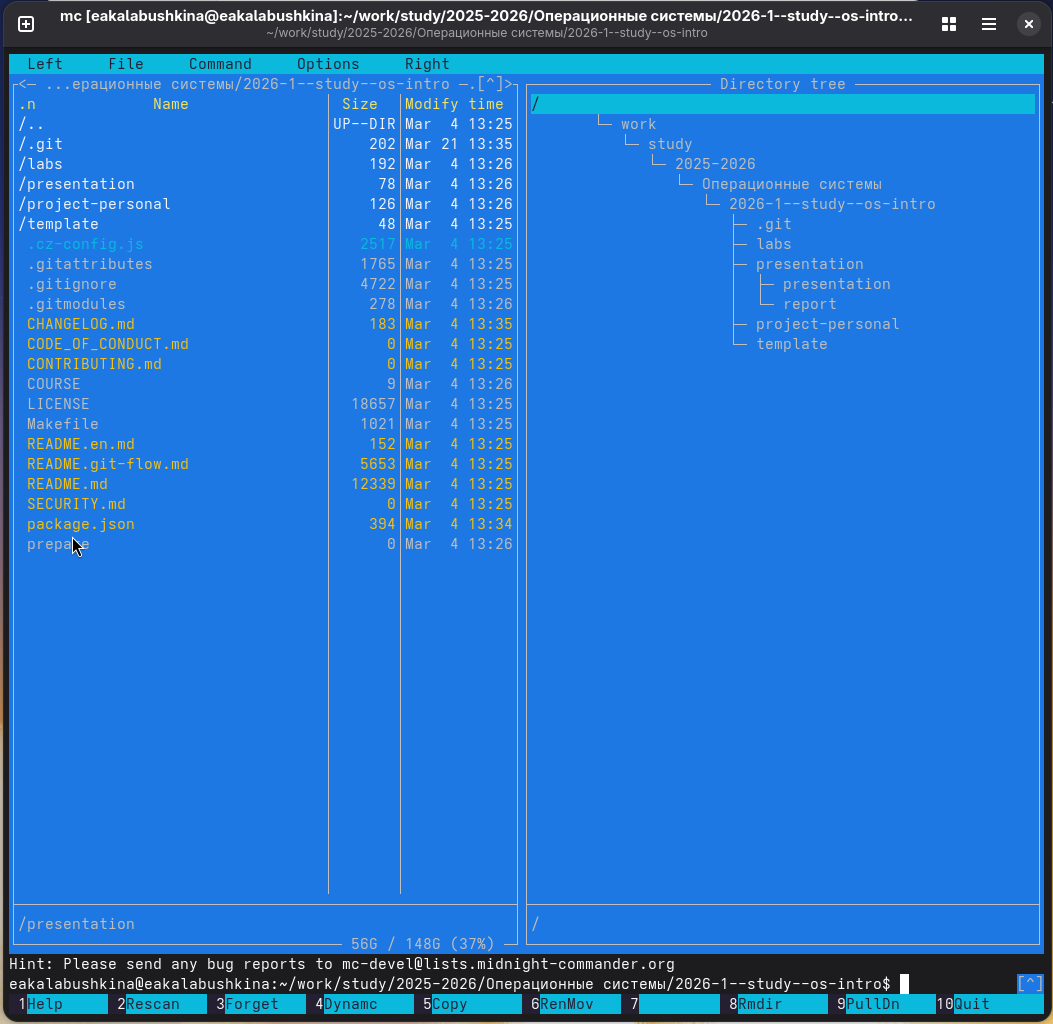 mc [eakalabushkina@eakalabushkina]:~/work/study/2025-2026/Операционные системы/2026-1--study--os-intro...
~/work/study/2025-2026/Операционные системы/2026-1--study--os-intro
Left File Command Options Right
<— ...ерационные системы/2026-1--study--os-intro —.[^]>
.n Name Size Modify time
/.. UP--DIR Mar 4 13:25
/.git 202 Mar 21 13:35
/labs 192 Mar 4 13:26
/presentation 78 Mar 4 13:26
/project-personal 126 Mar 4 13:26
/template 48 Mar 4 13:25
.cz-config.js 2517 Mar 4 13:25
.gitattributes 1765 Mar 4 13:25
.gitignore 4722 Mar 4 13:25
.gitmodules 278 Mar 4 13:26
CHANGELOG.md 183 Mar 4 13:35
CODE_OF_CONDUCT.md 0 Mar 4 13:25
CONTRIBUTING.md 0 Mar 4 13:25
COURSE 9 Mar 4 13:26
LICENSE 18657 Mar 4 13:25
Makefile 1021 Mar 4 13:25
README.en.md 152 Mar 4 13:25
README.git-flow.md 5653 Mar 4 13:25
README.md 12339 Mar 4 13:25
SECURITY.md 0 Mar 4 13:25
package.json 394 Mar 4 13:34
prepare 0 Mar 4 13:26
/presentation
56G / 148G (37%)
Directory tree
/
work
study
2025-2026
Операционные системы
2026-1--study--os-intro
.git
labs
presentation
presentation
report
project-personal
template
/
Hint: Please send any bug reports to mc-devel@lists.midnight-commander.org
eakalabushkina@eakalabushkina:~/work/study/2025-2026/Операционные системы/2026-1--study--os-intro$ [^]
1Help 2Rescan 3Forget 4Dynamc 5Copy 6RenMov 7 8Rmdir 9PullDn 10Quit